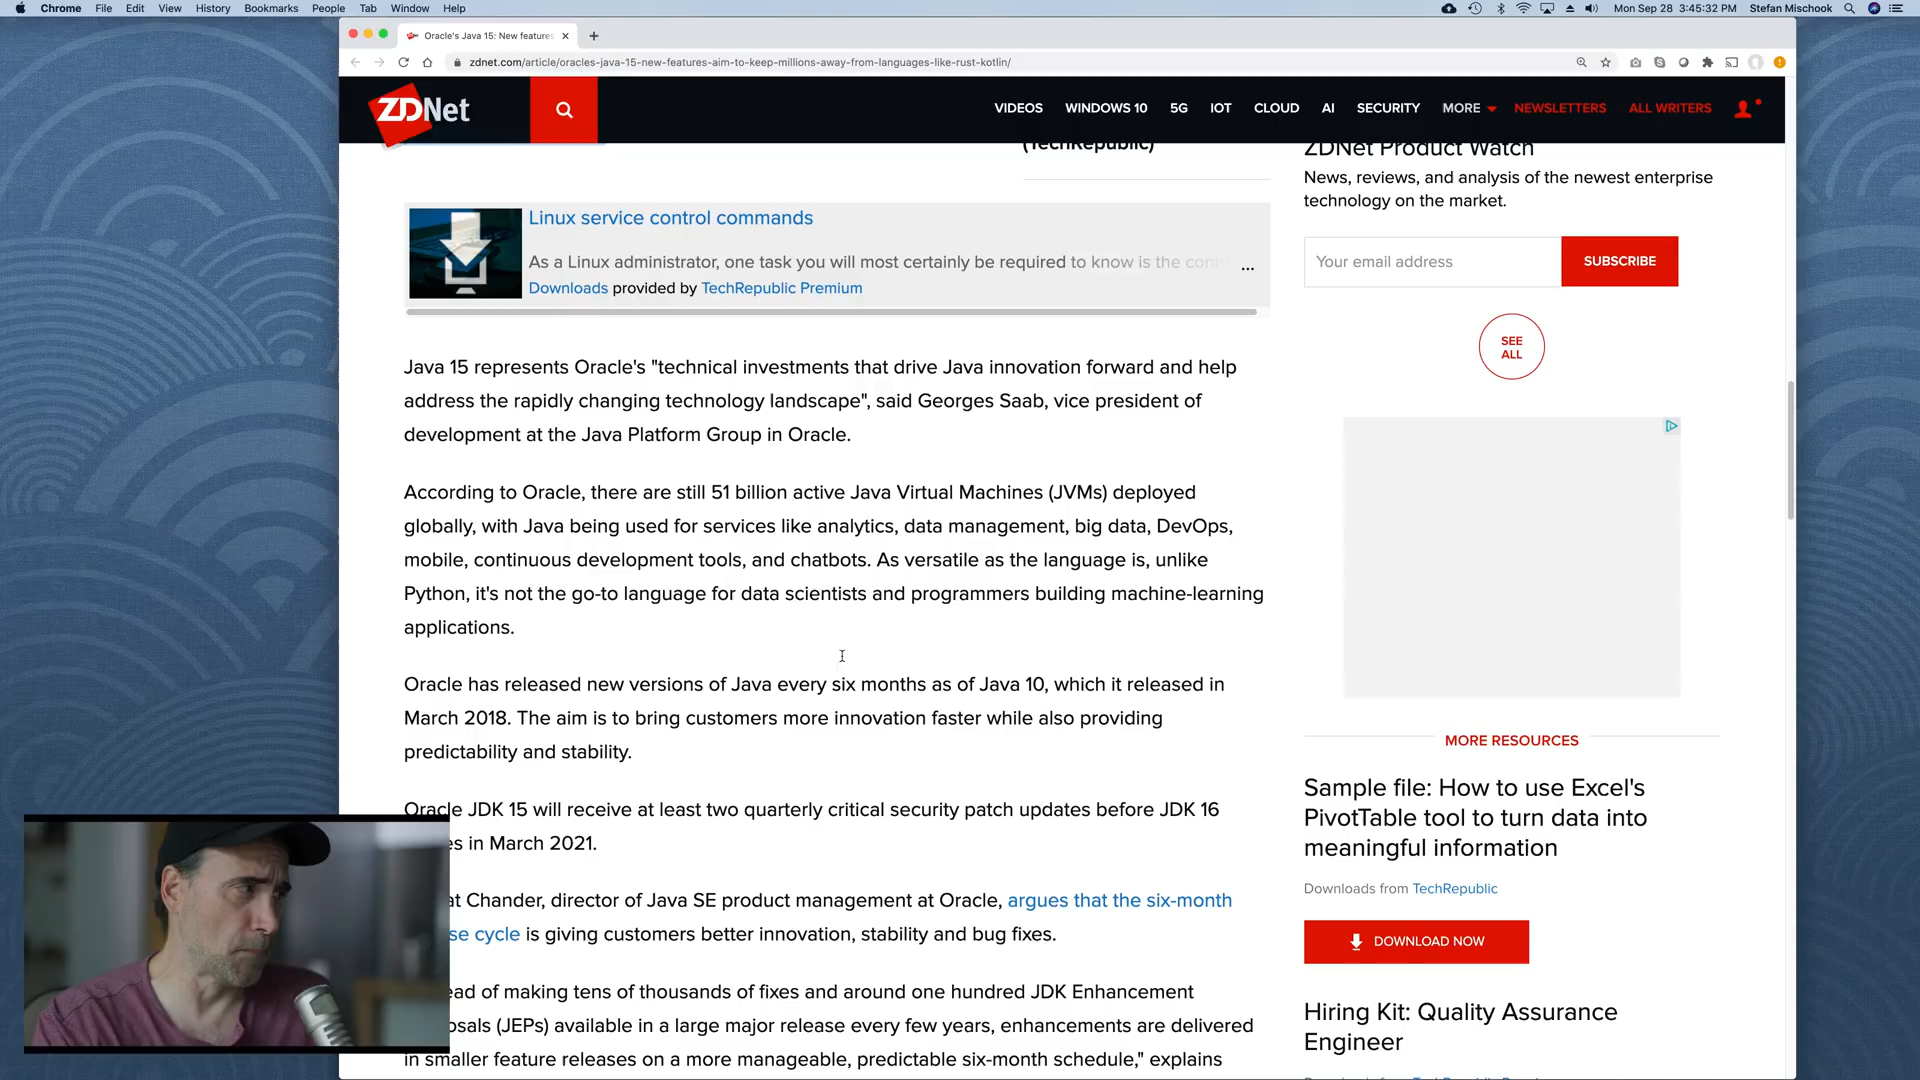 Chrome File Edit View History Bookmarks People Tab Window Help
Mon Sep 28 3:45:32 PM Stefan Mischook
Oracle's Java 15: New features
zdnet.com/article/oracles-java-15-new-features-aim-to-keep-millions-away-from-languages-like-rust-kotlin/
ZDNet
VIDEOS WINDOWS 10 5G IOT CLOUD AI SECURITY MORE NEWSLETTERS ALL WRITERS
(TechRepublic)
Linux service control commands
As a Linux administrator, one task you will most certainly be required to know is the contr
...
Downloads provided by TechRepublic Premium
Java 15 represents Oracle's "technical investments that drive Java innovation forward and help
address the rapidly changing technology landscape", said Georges Saab, vice president of
development at the Java Platform Group in Oracle.
According to Oracle, there are still 51 billion active Java Virtual Machines (JVMs) deployed
globally, with Java being used for services like analytics, data management, big data, DevOps,
mobile, continuous development tools, and chatbots. As versatile as the language is, unlike
Python, it's not the go-to language for data scientists and programmers building machine-learning
applications.
Oracle has released new versions of Java every six months as of Java 10, which it released in
March 2018. The aim is to bring customers more innovation faster while also providing
predictability and stability.
Oracle JDK 15 will receive at least two quarterly critical security patch updates before JDK 16
es in March 2021.
at Chander, director of Java SE product management at Oracle, argues that the six-month
se cycle is giving customers better innovation, stability and bug fixes.
ead of making tens of thousands of fixes and around one hundred JDK Enhancement
osals (JEPs) available in a large major release every few years, enhancements are delivered
in smaller feature releases on a more manageable, predictable six-month schedule," explains
ZDNet Product Watch
News, reviews, and analysis of the newest enterprise
technology on the market.
Your email address
SUBSCRIBE
SEE
ALL
MORE RESOURCES
Sample file: How to use Excel's
PivotTable tool to turn data into
meaningful information
Downloads from TechRepublic
DOWNLOAD NOW
Hiring Kit: Quality Assurance
Engineer